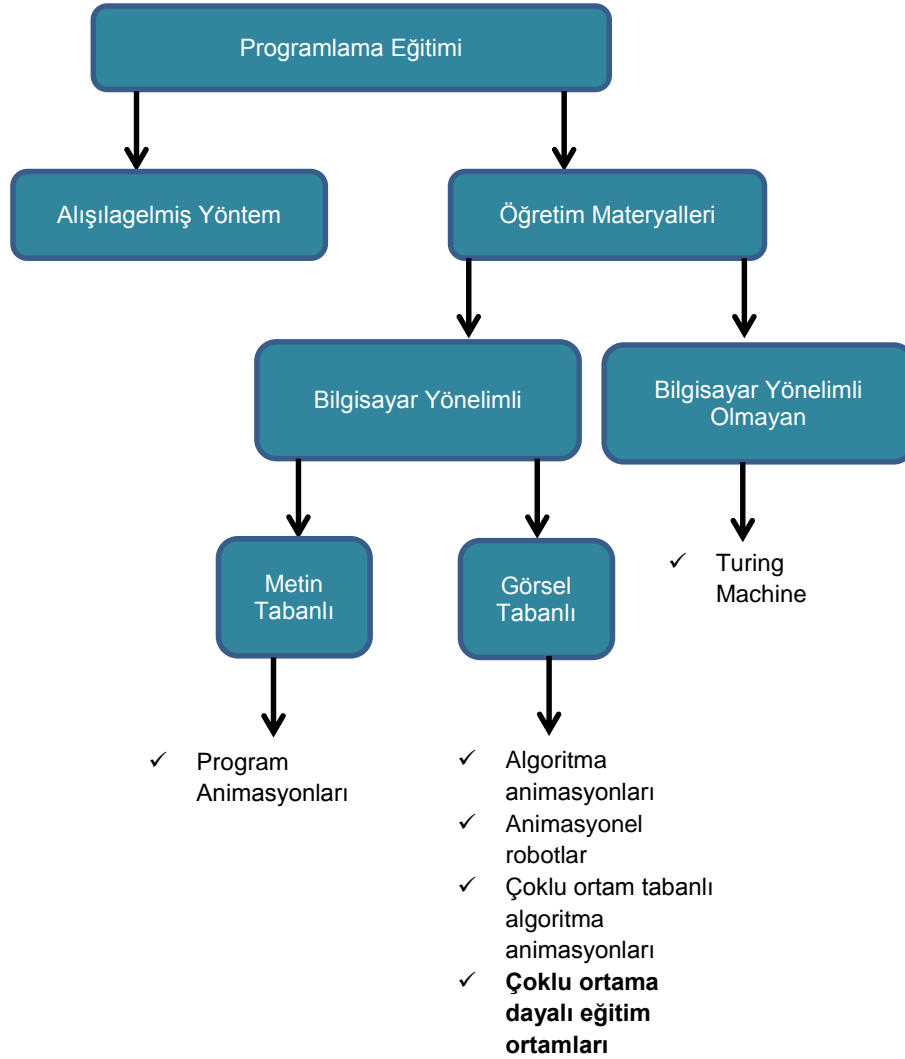 Programlama Eğitimi
Alışılagelmiş Yöntem
Öğretim Materyalleri
Bilgisayar Yönelimli
Bilgisayar Yönelimli
Olmayan
Metin
Tabanlı
Görsel
Tabanlı
✓ Turing
Machine
✓ Program
Animasyonları
✓ Algoritma
animasyonları
✓ Animasyonel
robotlar
✓ Çoklu ortam tabanlı
algoritma
animasyonları
✓ Çoklu ortama
dayalı eğitim
ortamları